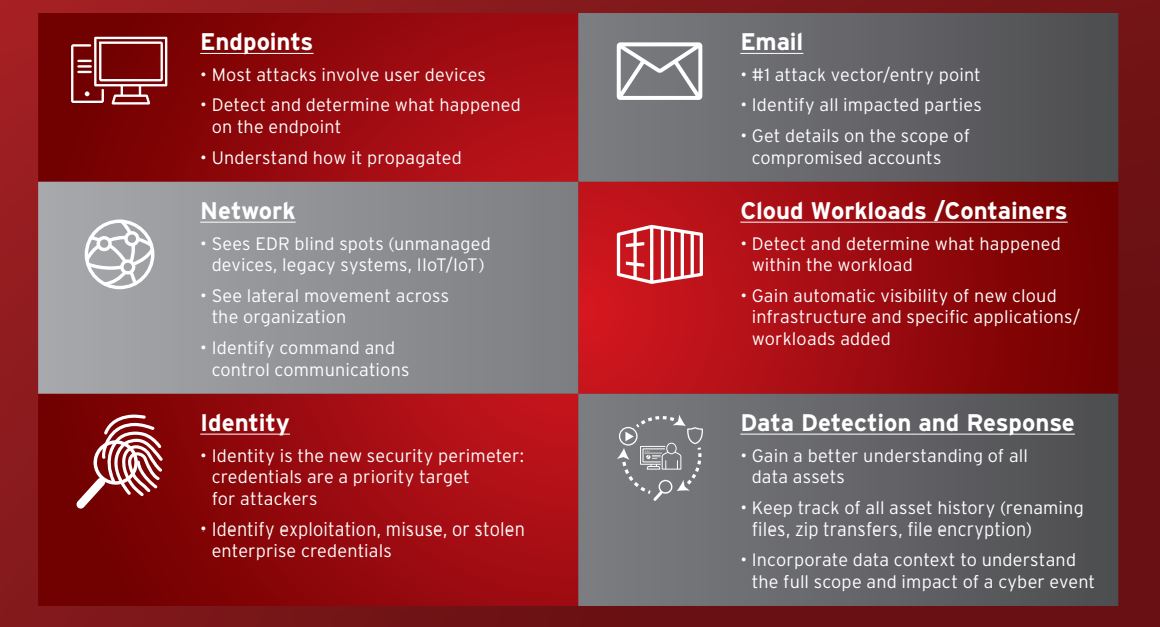 Endpoints
• Most attacks involve user devices
• Detect and determine what happened
on the endpoint
• Understand how it propagated
Email
• #1 attack vector/entry point
• Identify all impacted parties
• Get details on the scope of
compromised accounts
Network
• Sees EDR blind spots (unmanaged
devices, legacy systems, IIoT/IoT)
• See lateral movement across
the organization
• Identify command and
control communications
Cloud Workloads /Containers
• Detect and determine what happened
within the workload
• Gain automatic visibility of new cloud
infrastructure and specific applications/
workloads added
Identity
• Identity is the new security perimeter:
credentials are a priority target
for attackers
• Identify exploitation, misuse, or stolen
enterprise credentials
Data Detection and Response
• Gain a better understanding of all
data assets
• Keep track of all asset history (renaming
files, zip transfers, file encryption)
• Incorporate data context to understand
the full scope and impact of a cyber event